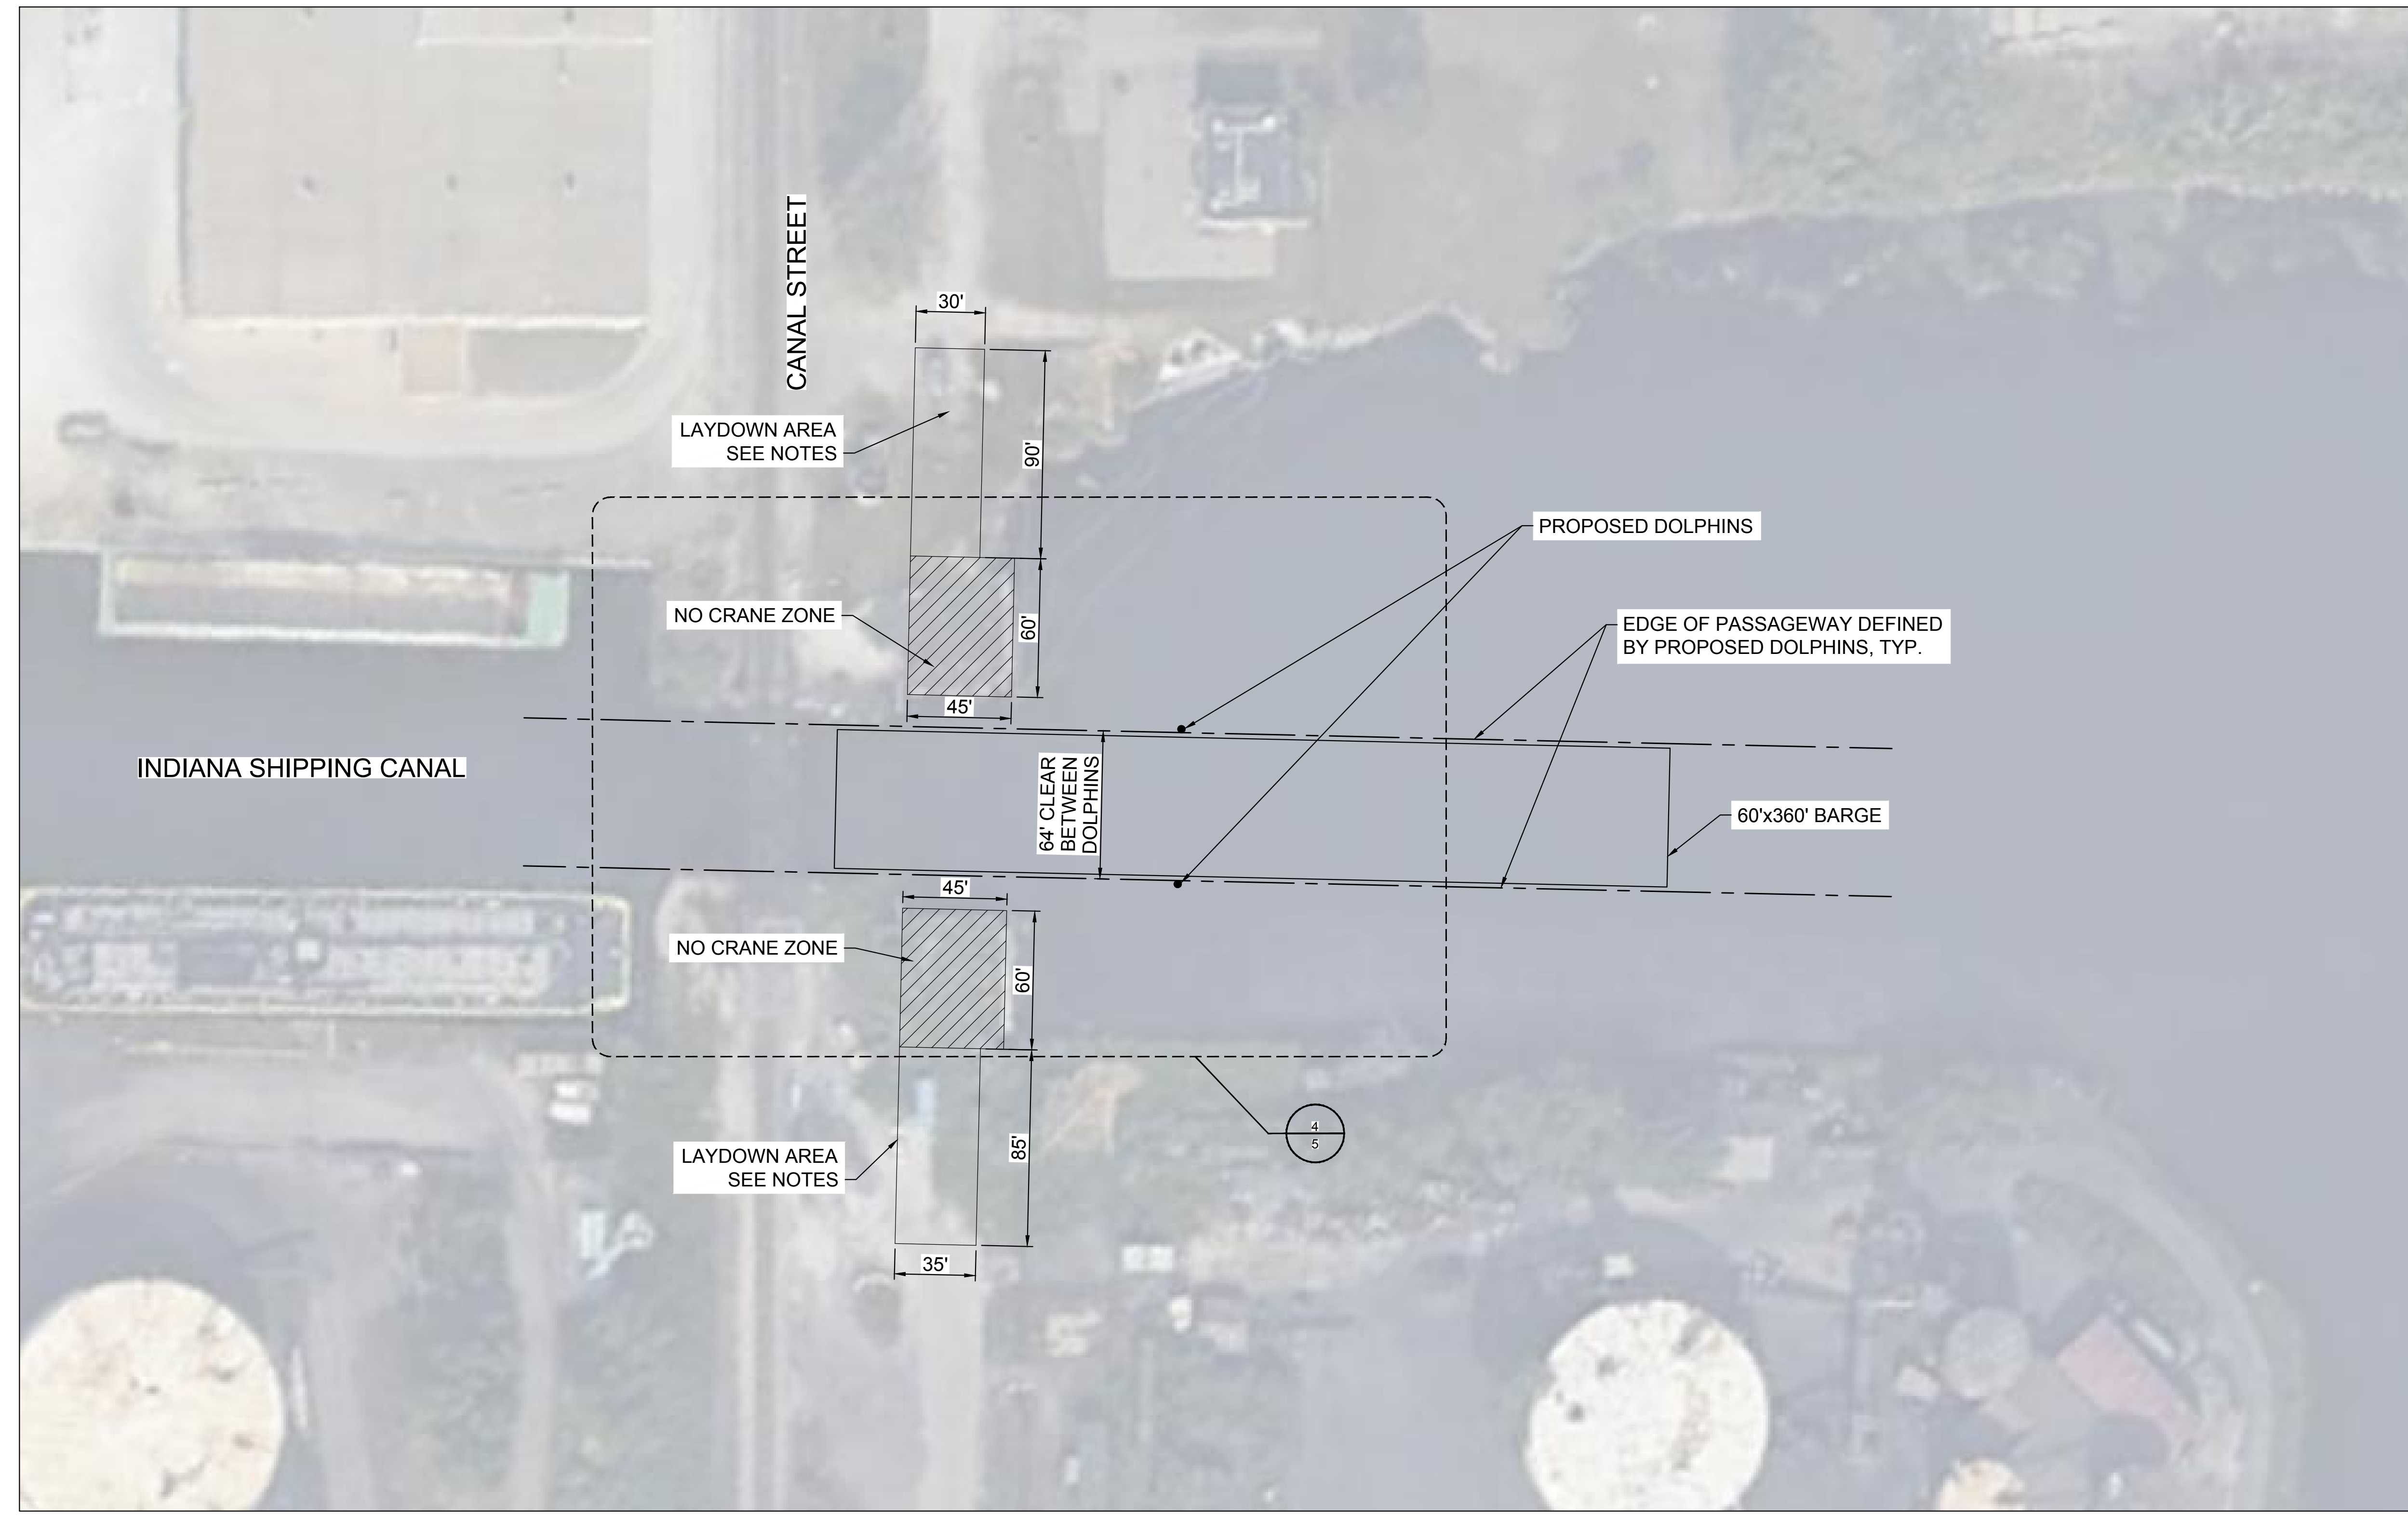 CANAL STREET
30'
LAYDOWN AREA
SEE NOTES
90'
PROPOSED DOLPHINS
NO CRANE ZONE
60'
EDGE OF PASSAGEWAY DEFINED
BY PROPOSED DOLPHINS, TYP.
45'
INDIANA SHIPPING CANAL
64' CLEAR
BETWEEN
DOLPHINS
60'x360' BARGE
45'
NO CRANE ZONE
60'
4
5
LAYDOWN AREA
SEE NOTES
85'
35'